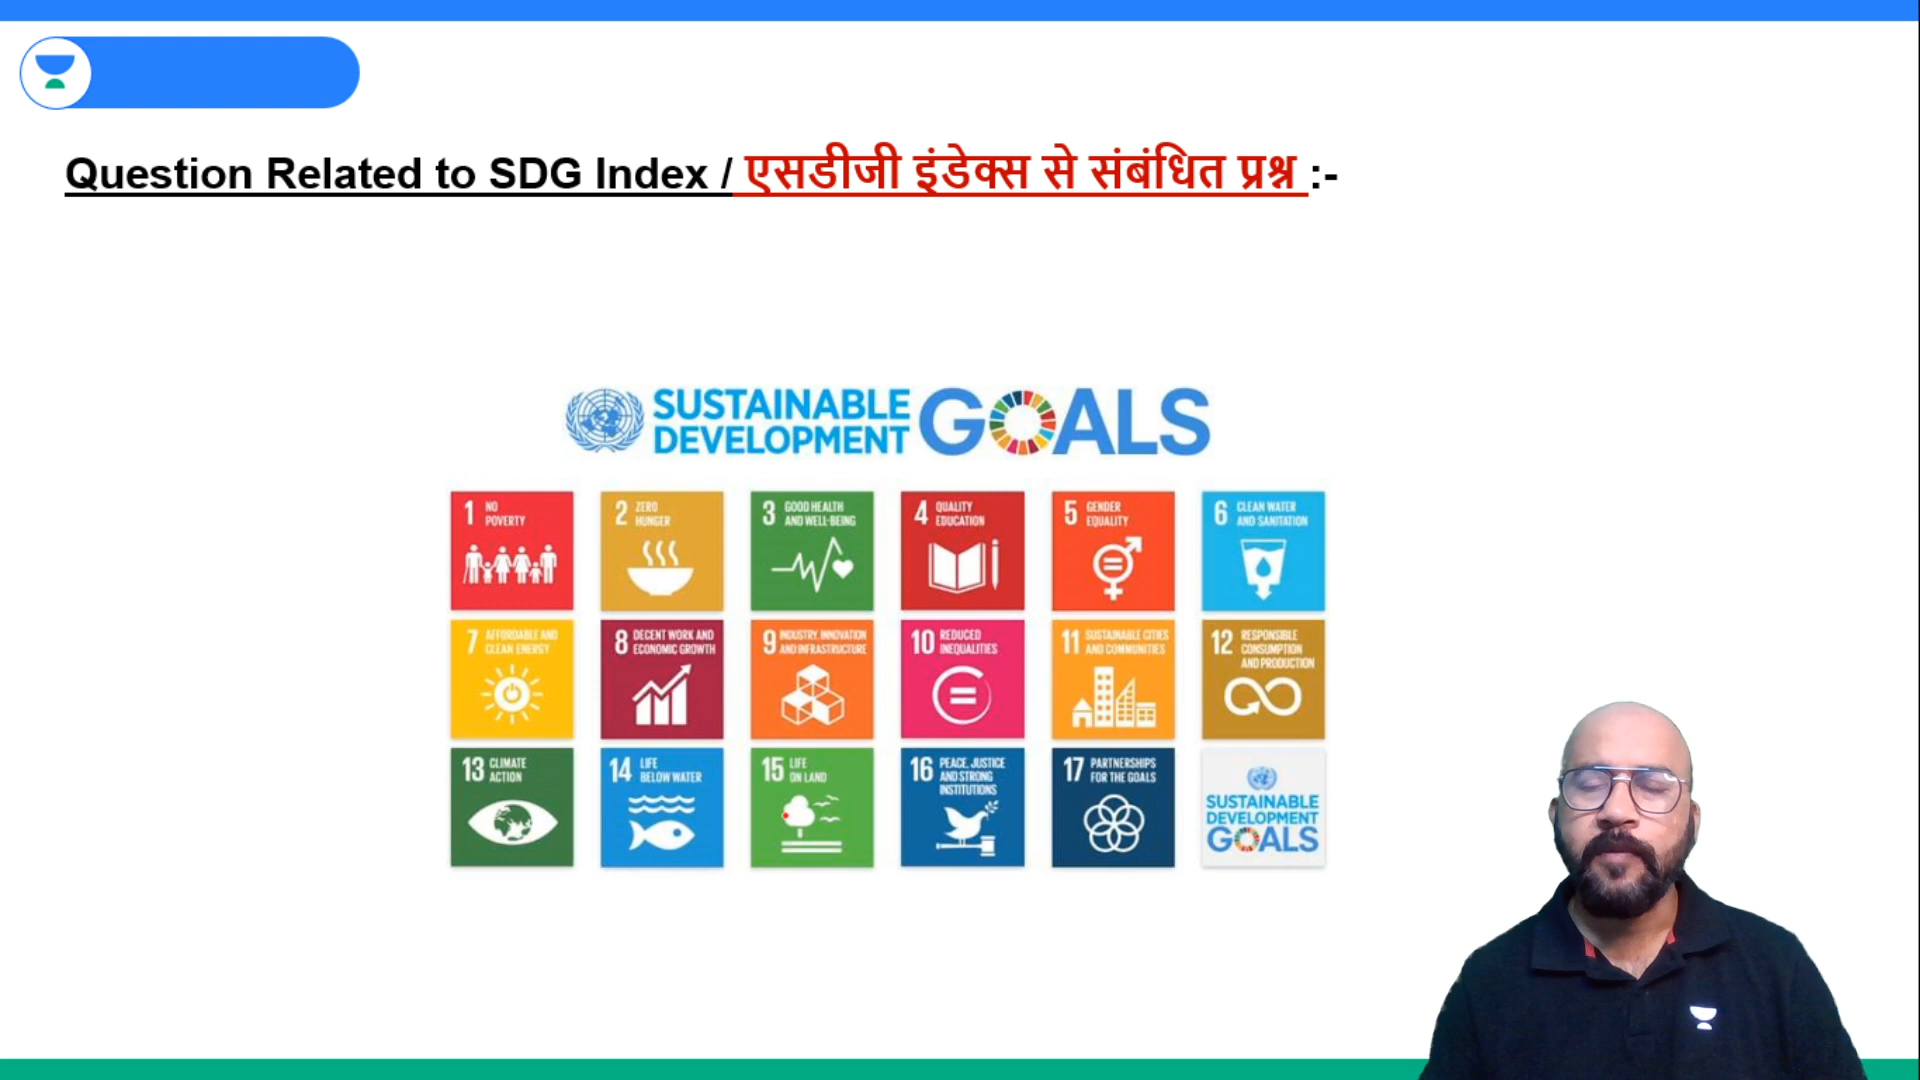 Question Related to SDG Index / एसडीजी इंडेक्स से संबंधित प्रश्न :-
SUSTAINABLE
DEVELOPMENT
GOALS
1 NO
POVERTY
2 ZERO
HUNGER
3 GOOD HEALTH
AND WELL-BEING
4 QUALITY
EDUCATION
5 GENDER
EQUALITY
6 CLEAN WATER
AND SANITATION
7 AFFORDABLE AND
CLEAN ENERGY
8 DECENT WORK AND
ECONOMIC GROWTH
9 INDUSTRY, INNOVATION
AND INFRASTRUCTURE
10 REDUCED
INEQUALITIES
11 SUSTAINABLE CITIES
AND COMMUNITIES
12 RESPONSIBLE
CONSUMPTION
AND PRODUCTION
13 CLIMATE
ACTION
14 LIFE
BELOW WATER
15 LIFE
ON LAND
16 PEACE, JUSTICE
AND STRONG
INSTITUTIONS
17 PARTNERSHIPS
FOR THE GOALS
SUSTAINABLE
DEVELOPMENT
GOALS